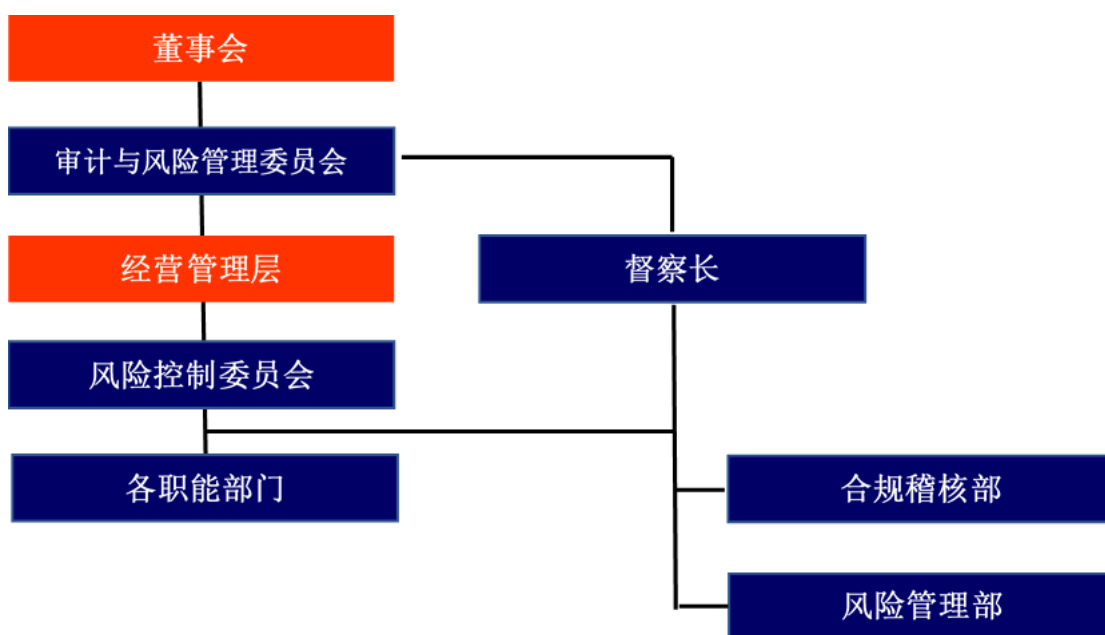 董事会
审计与风险管理委员会
经营管理层
督察长
风险控制委员会
各职能部门
合规稽核部
风险管理部